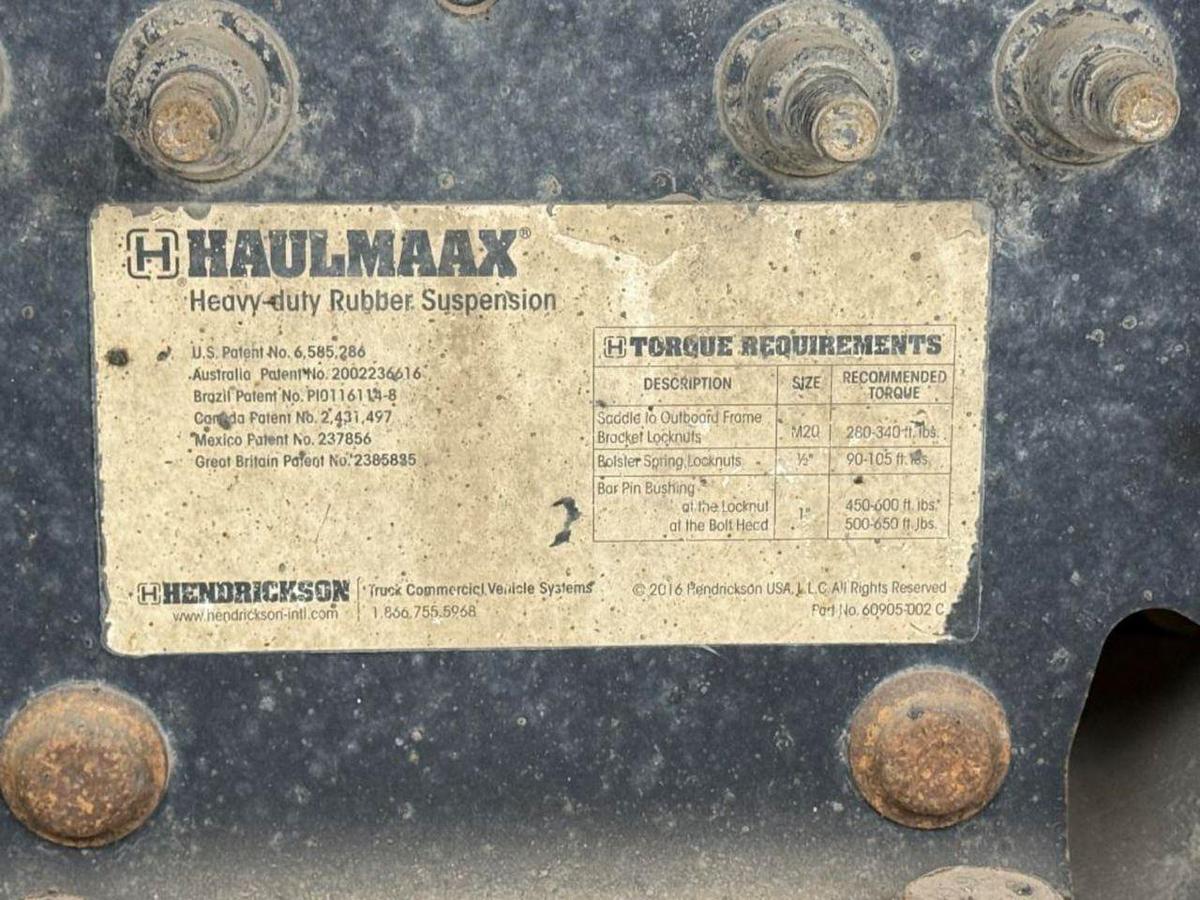 H HAULMAAX®
Heavy-duty Rubber Suspension
U.S. Patent No. 6,585,286
Australia Patent No. 2002236616
Brazil Patent No. PI0116114-8
Canada Patent No. 2,431,497
Mexico Patent No. 237856
Great Britain Patent No. 2385835
H TORQUE REQUIREMENTS
DESCRIPTION SIZE RECOMMENDED TORQUE
Saddle to Outboard Frame
Bracket Locknuts M20 280-340 ft. lbs.
Bolster Spring Locknuts ½" 90-105 ft. lbs.
Bar Pin Bushing
at the Locknut 1" 450-600 ft. lbs.
at the Bolt Head 500-650 ft. lbs.
H HENDRICKSON Truck Commercial Vehicle Systems
www.hendrickson-intl.com 1.866.755.5968
© 2016 Hendrickson USA, L.L.C. All Rights Reserved
Part No. 60905-002 C